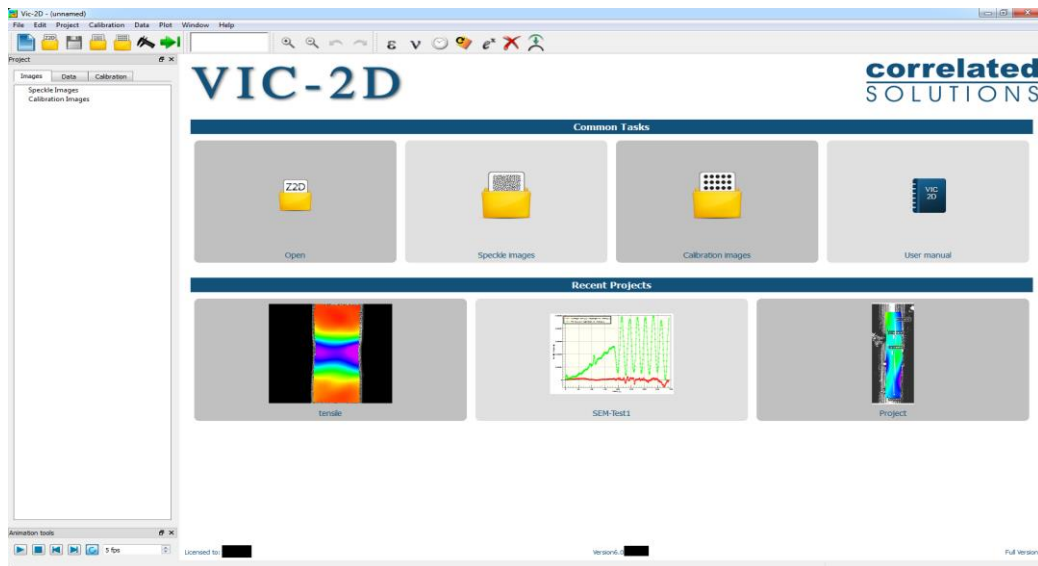 Vic-2D - (unnamed)
File Edit Project Calibration Data Plot Window Help
ε ν eˣ
Project
Images Data Calibration
Speckle Images
Calibration Images
VIC-2D
correlated
SOLUTIONS
Common Tasks
Z2D
VIC
2D
Open
Speckle images
Calibration images
User manual
Recent Projects
tensile
SEM-Test1
Project
Animation tools
5 fps
Licensed to:
Version6.0
Full Version